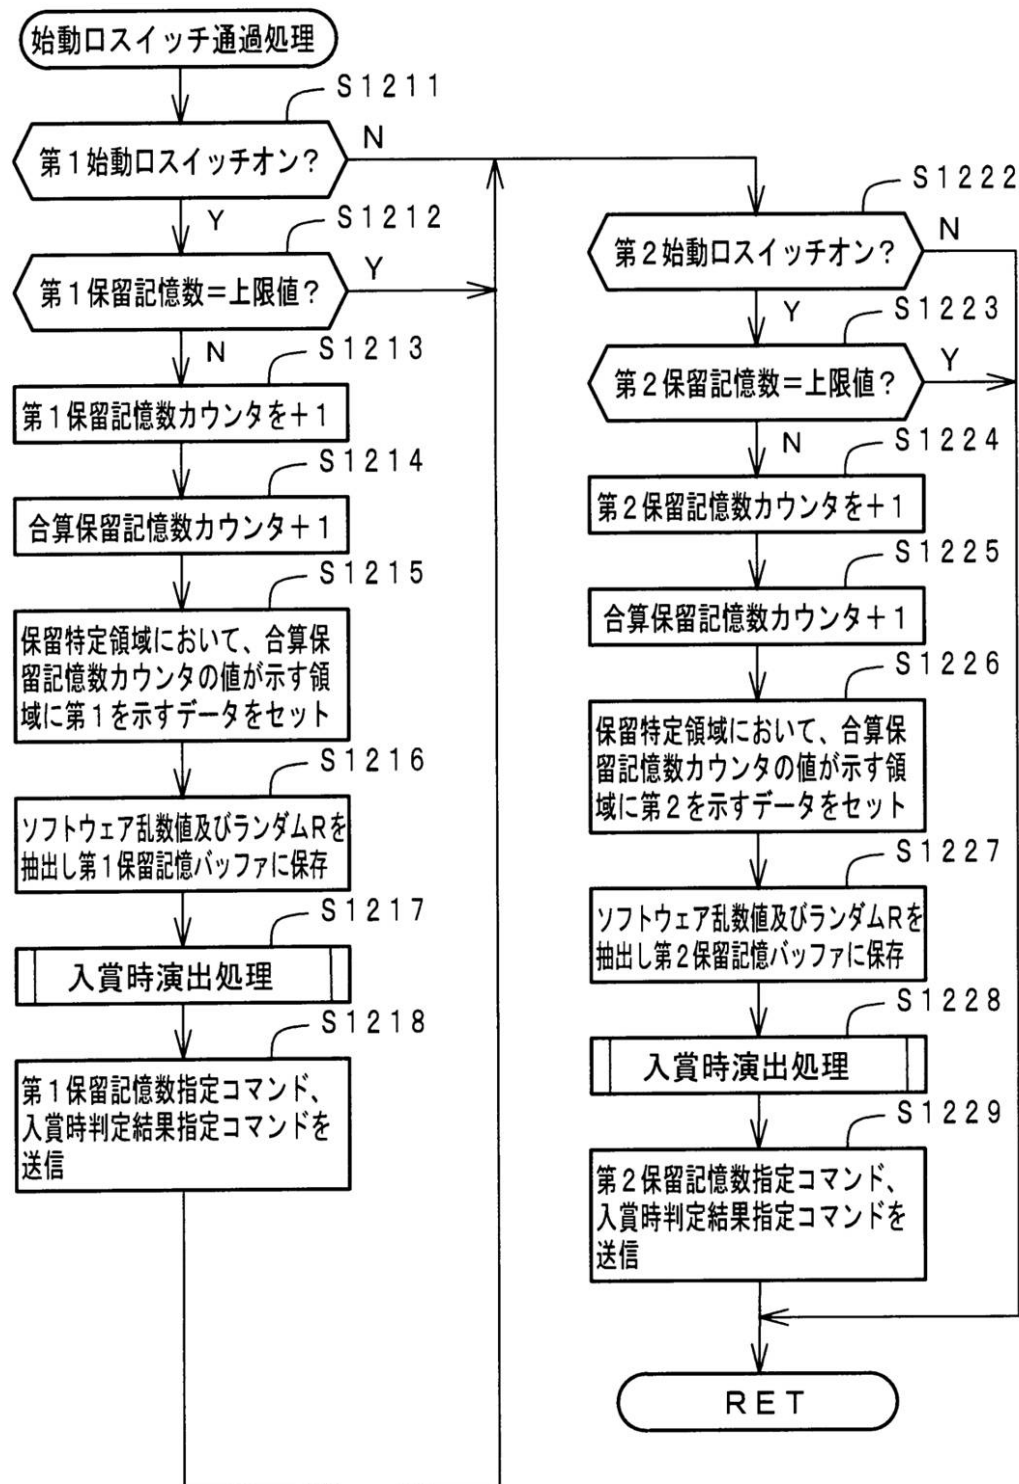 始動口スイッチ通過処理
S1211
第1始動口スイッチオン?
N
Y
S1212
第1保留記憶数=上限値?
Y
N
S1213
第1保留記憶数カウンタを+1
S1214
合算保留記憶数カウンタ+1
S1215
保留特定領域において、合算保
留記憶数カウンタの値が示す領
域に第1を示すデータをセット
S1216
ソフトウェア乱数値及びランダムRを
抽出し第1保留記憶バッファに保存
S1217
入賞時演出処理
S1218
第1保留記憶数指定コマンド、
入賞時判定結果指定コマンドを
送信
S1222
第2始動口スイッチオン?
N
Y
S1223
第2保留記憶数=上限値?
Y
N
S1224
第2保留記憶数カウンタを+1
S1225
合算保留記憶数カウンタ+1
S1226
保留特定領域において、合算保
留記憶数カウンタの値が示す領
域に第2を示すデータをセット
S1227
ソフトウェア乱数値及びランダムRを
抽出し第2保留記憶バッファに保存
S1228
入賞時演出処理
S1229
第2保留記憶数指定コマンド、
入賞時判定結果指定コマンドを
送信
RET